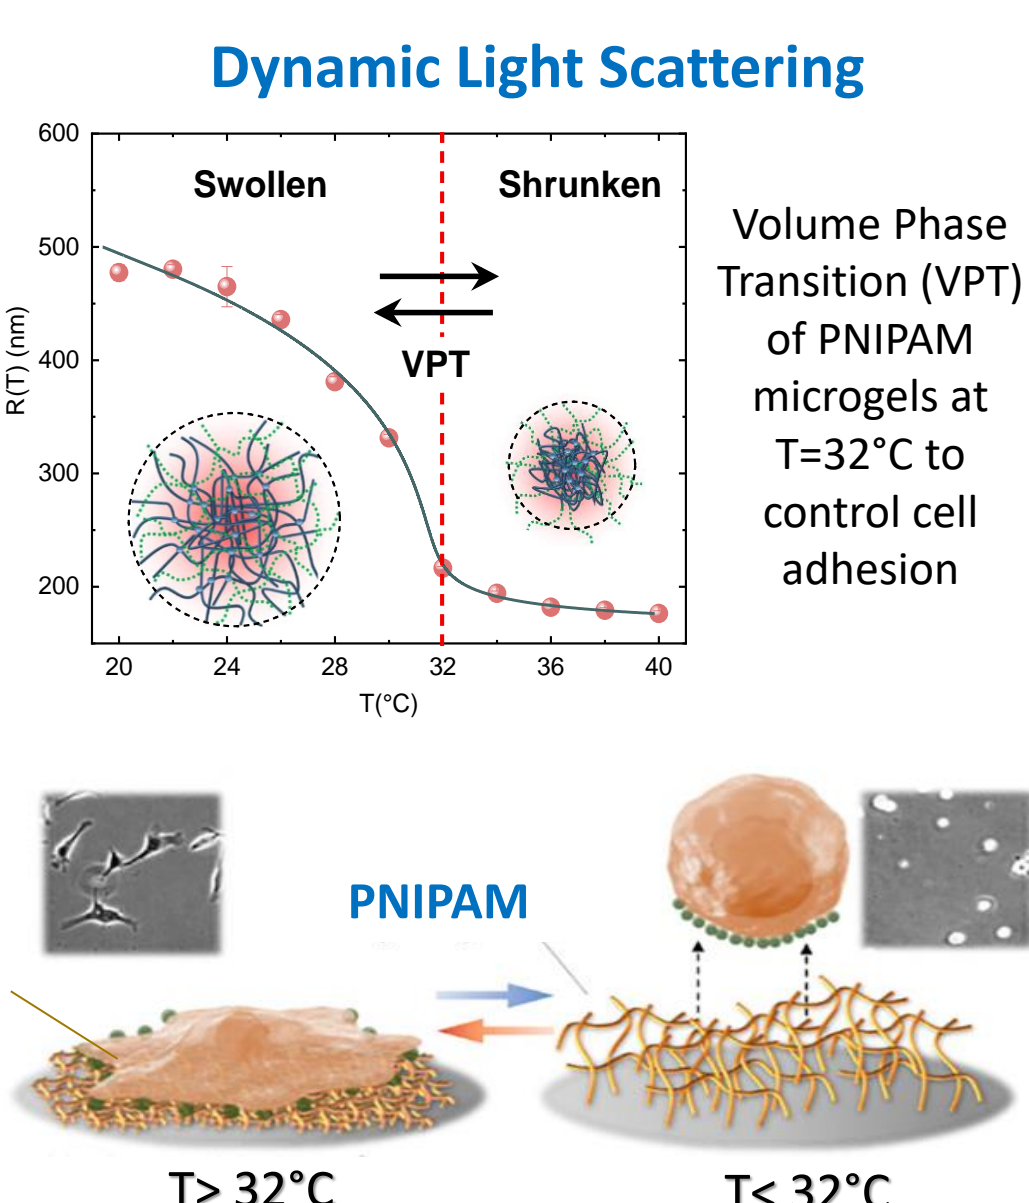 Dynamic Light Scattering
600
500
400
300
200
R(T) (nm)
Swollen
Shrunken
VPT
20
24
28
32
36
40
T(°C)
Volume Phase
Transition (VPT)
of PNIPAM
microgels at
T=32°C to
control cell
adhesion
PNIPAM
T> 32°C
T< 32°C